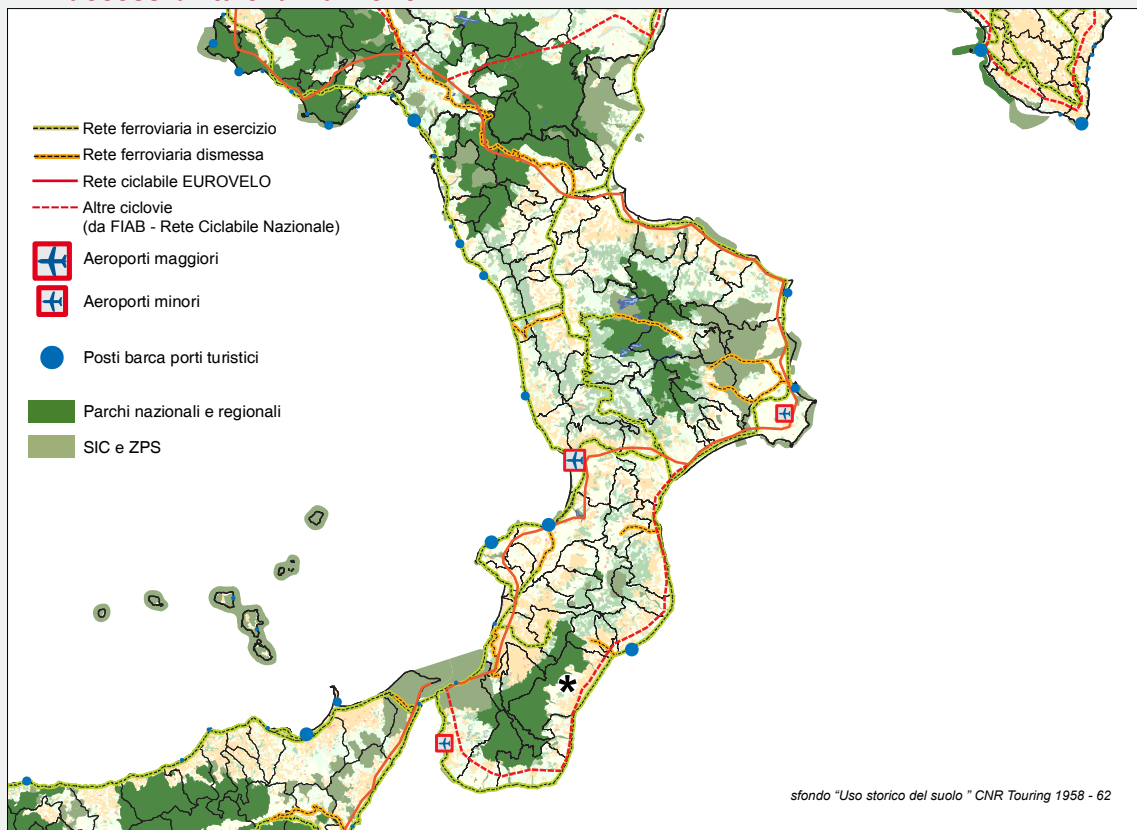 Rete ferroviaria in esercizio
Rete ferroviaria dismessa
Rete ciclabile EUROVELO
Altre ciclovie
(da FIAB - Rete Ciclabile Nazionale)
Aeroporti maggiori
Aeroporti minori
Posti barca porti turistici
Parchi nazionali e regionali
SIC e ZPS
*
sfondo “Uso storico del suolo ” CNR Touring 1958 - 62